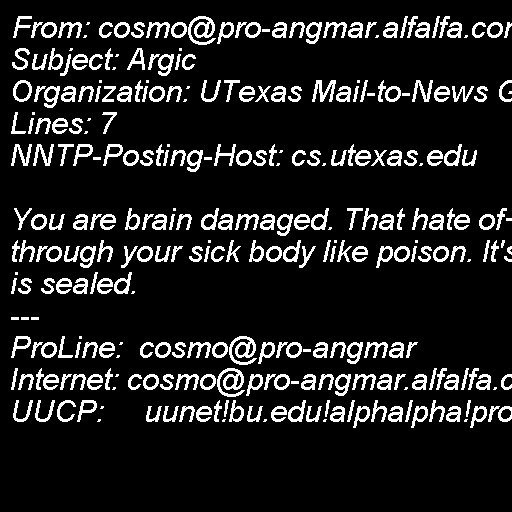 From: cosmo@pro-angmar.alfalfa.cor
Subject: Argic
Organization: UTexas Mail-to-News G
Lines: 7
NNTP-Posting-Host: cs.utexas.edu
You are brain damaged. That hate of-
through your sick body like poison. It's
is sealed.
---
ProLine:  cosmo@pro-angmar
Internet: cosmo@pro-angmar.alfalfa.c
UUCP:     uunet!bu.edu!alphalpha!pro